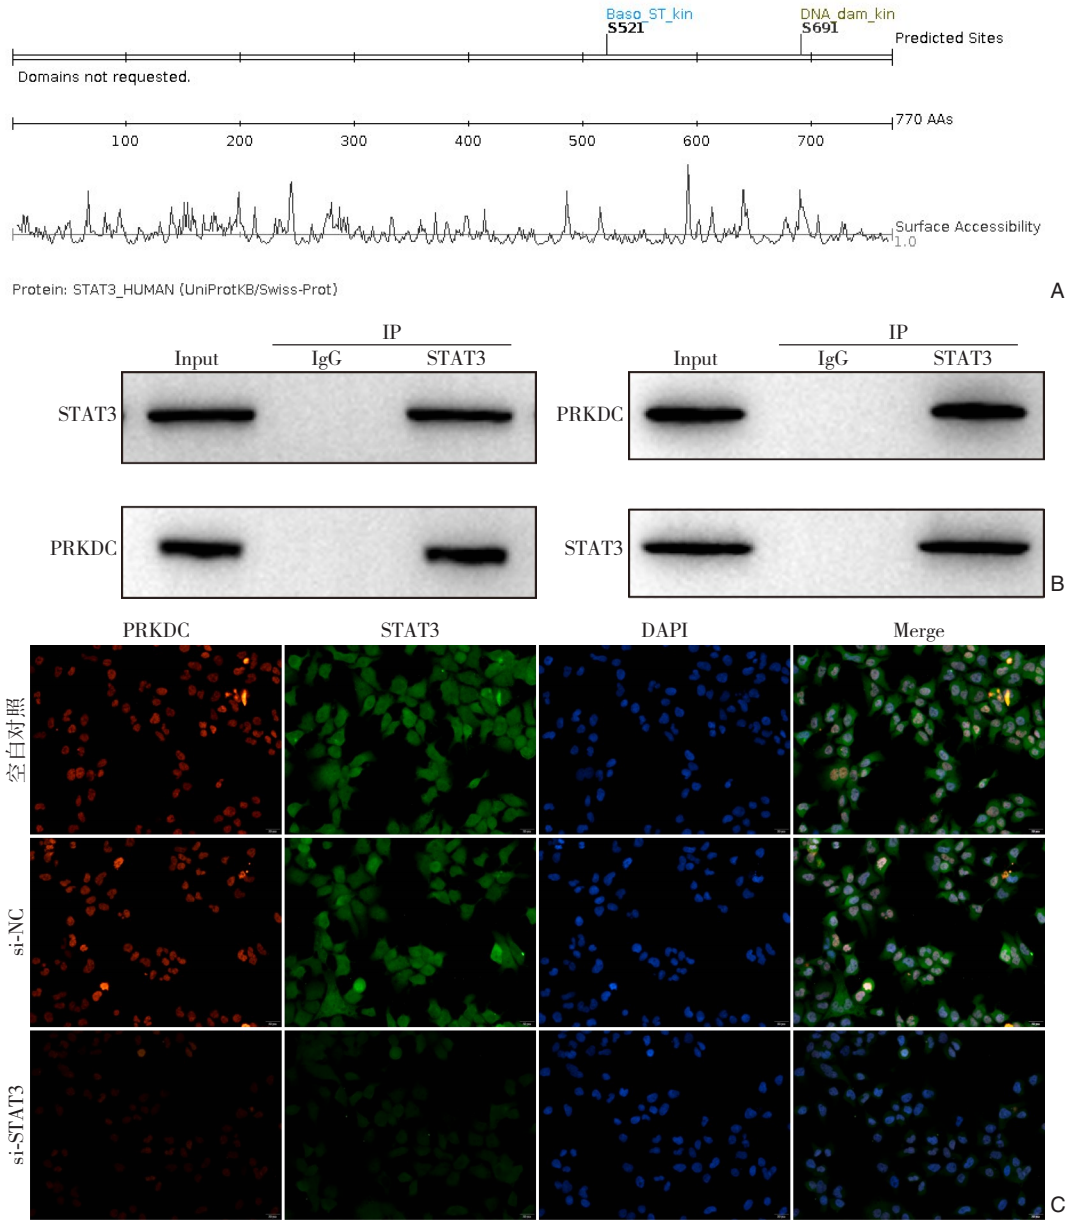 Baso_ST_kin DNA_dam_kin
S521 S691
Predicted Sites
Domains not requested.
770 AAs
100 200 300 400 500 600 700
Surface Accessibility
1.0
Protein: STAT3_HUMAN (UniProtKB/Swiss-Prot)
A
IP IP
Input IgG STAT3 Input IgG STAT3
STAT3 PRKDC
PRKDC STAT3
B
PRKDC STAT3 DAPI Merge
空白对照
si-NC
si-STAT3
C